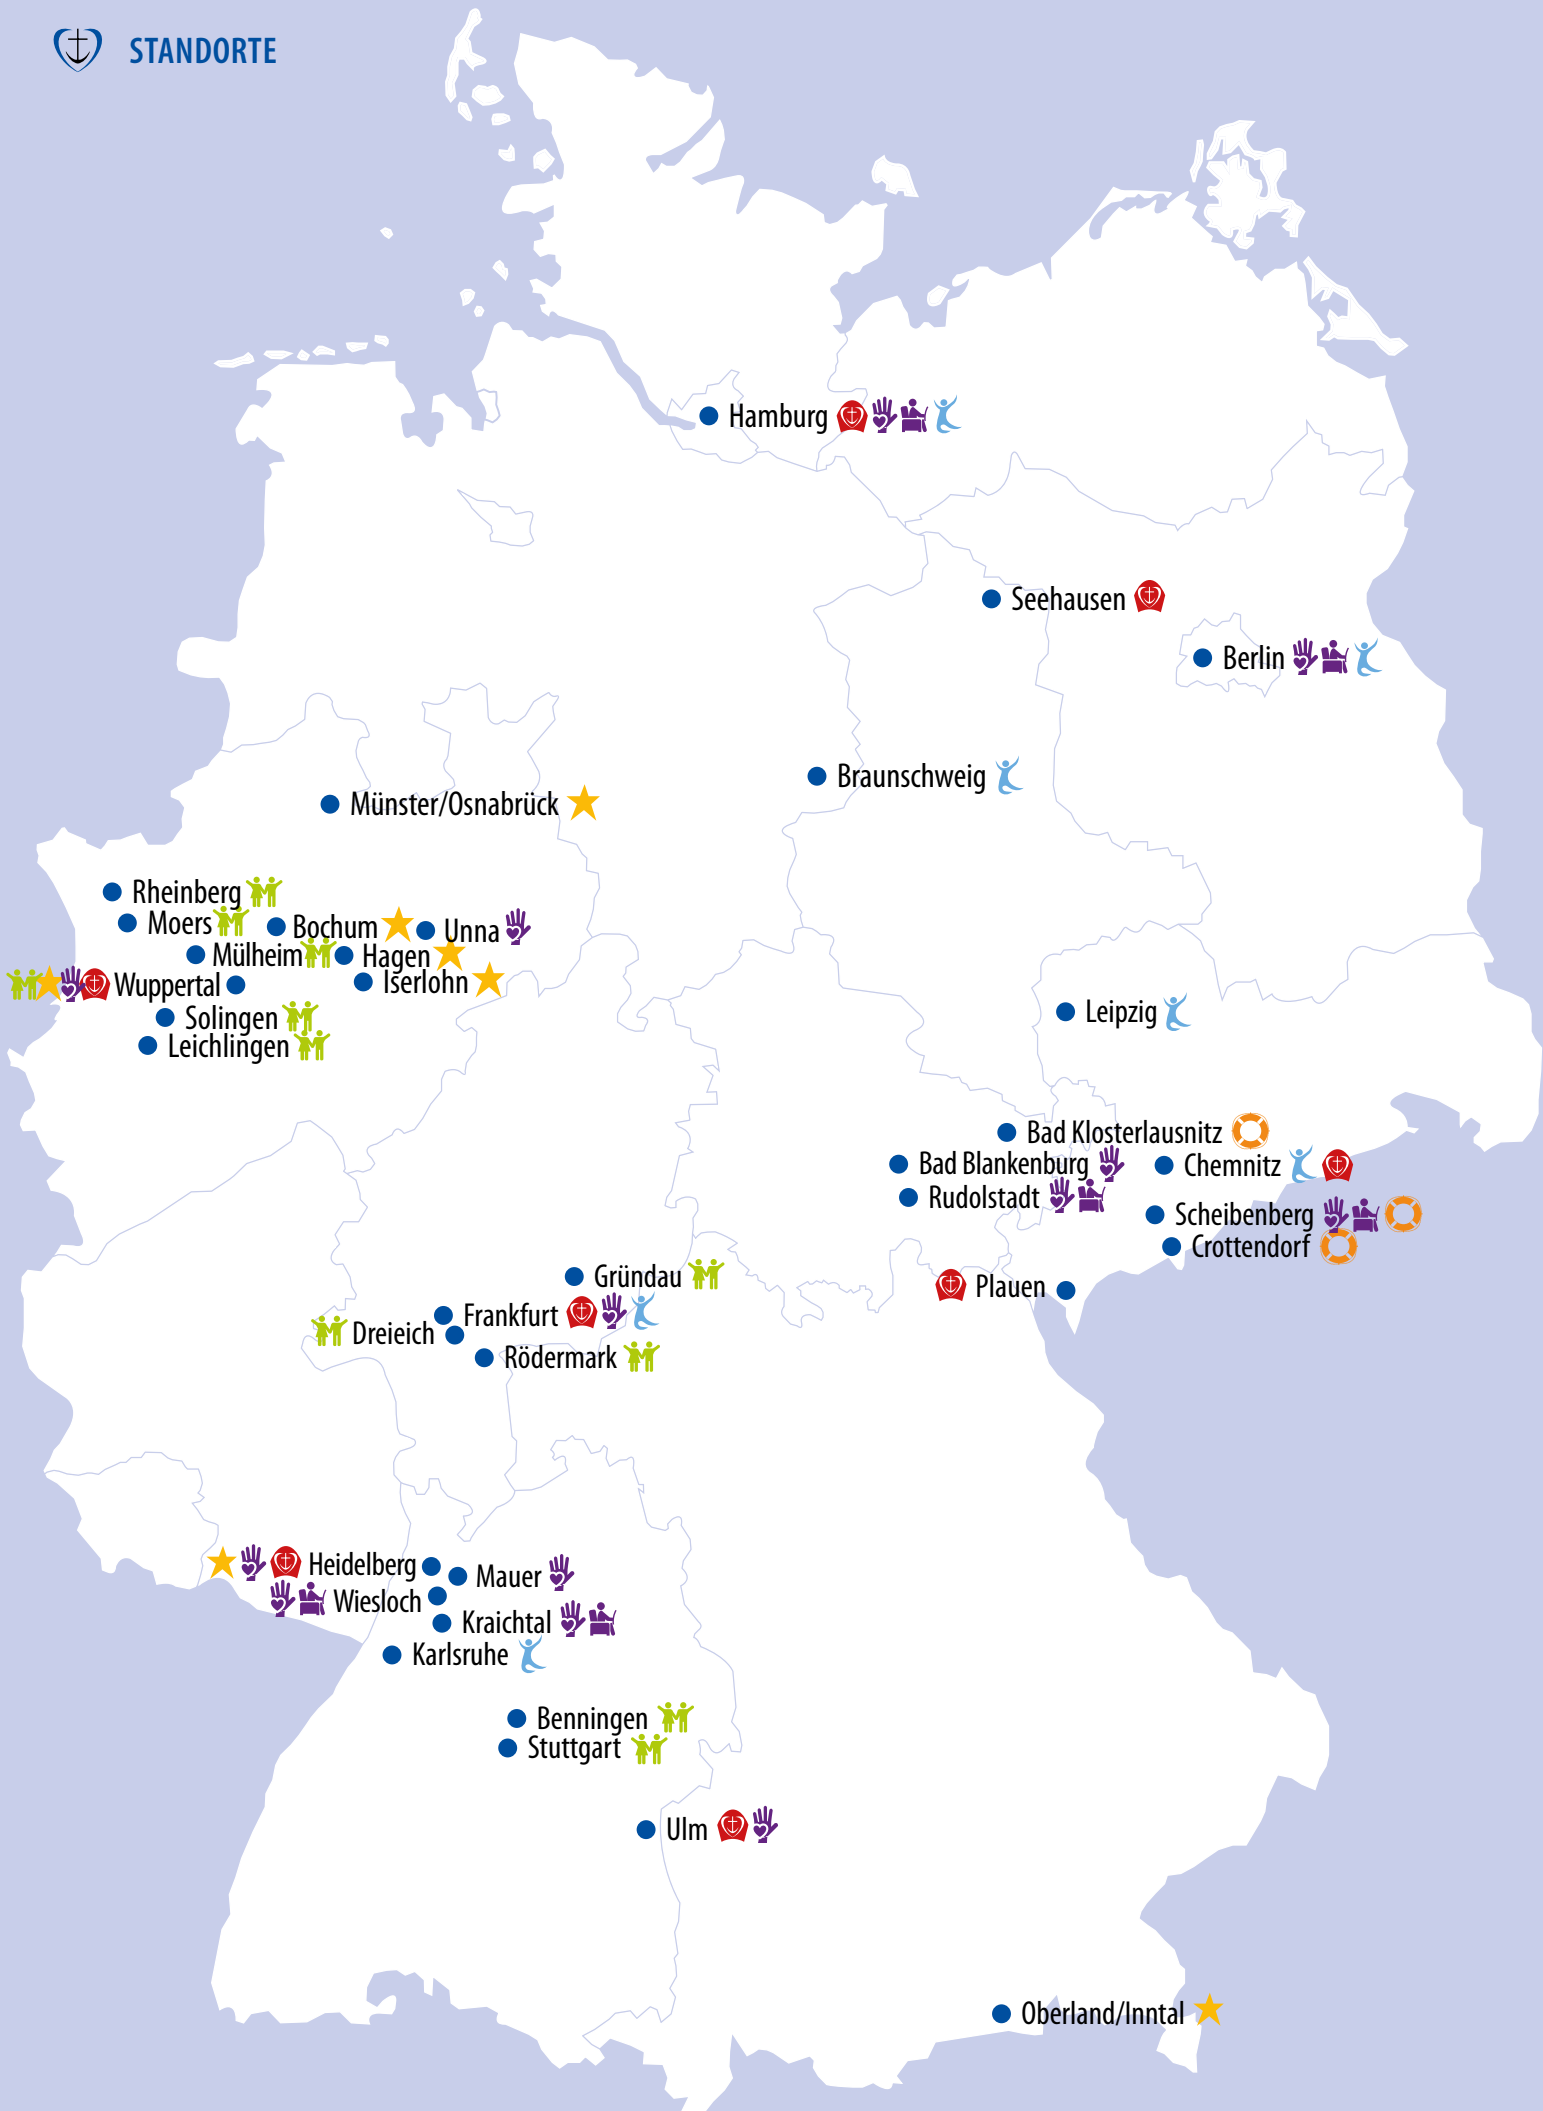 STANDORTE
Hamburg
Seehausen
Berlin
Braunschweig
Münster/Osnabrück
Rheinberg
Moers
Bochum
Unna
Mülheim
Hagen
Wuppertal
Iserlohn
Solingen
Leichlingen
Leipzig
Bad Klosterlausnitz
Bad Blankenburg
Chemnitz
Rudolstadt
Scheibenberg
Crottendorf
Plauen
Gründau
Frankfurt
Dreieich
Rödermark
Heidelberg
Mauer
Wiesloch
Kraichtal
Karlsruhe
Benningen
Stuttgart
Ulm
Oberland/Inntal